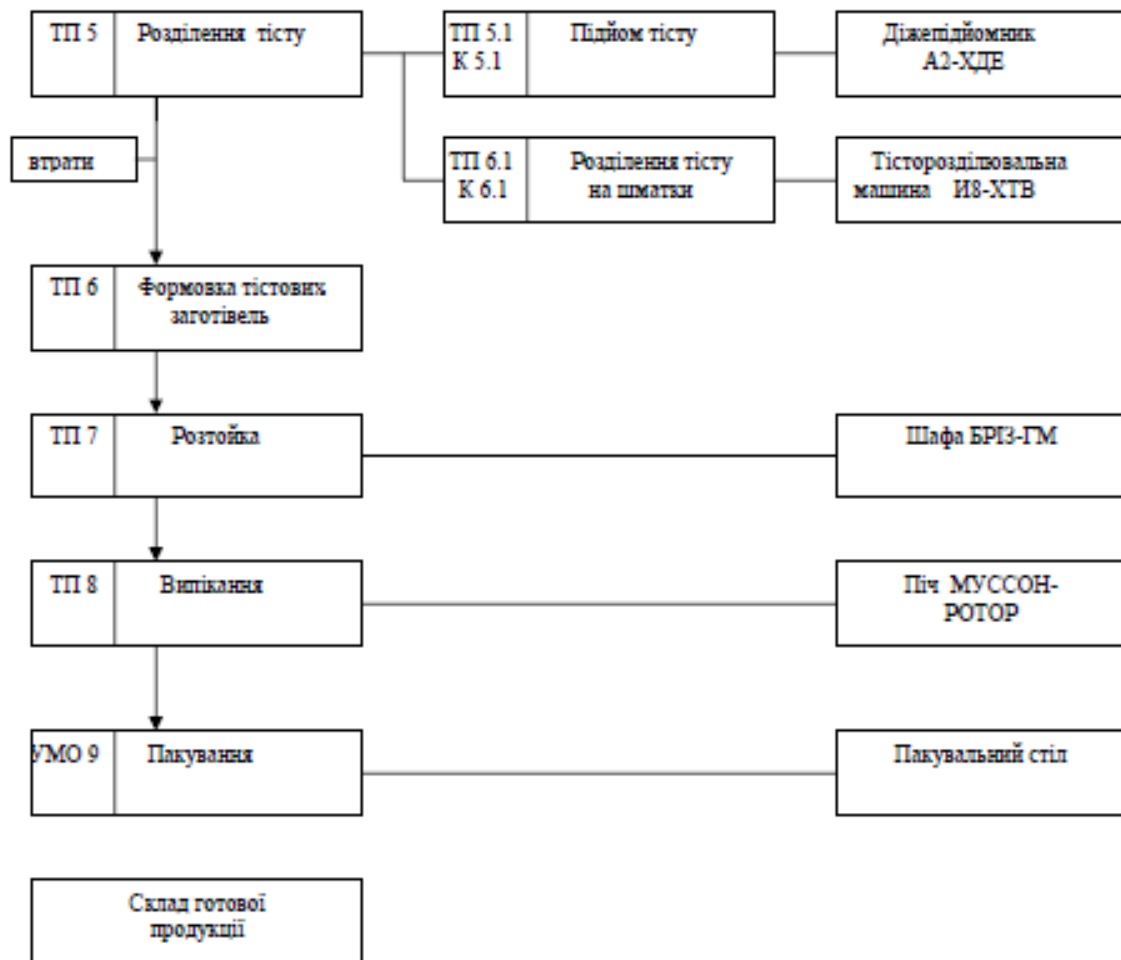 ТП 5 Розділення тісту
ТП 5.1 Підйом тісту
К 5.1
Діжепідйомник
А2-ХДЕ
втрати
ТП 6.1 Розділення тісту
К 6.1 на шматки
Тісторозділювальна
машина И8-ХТВ
ТП 6 Формовка тістових
заготівель
ТП 7 Розтойка
Шафа БРІЗ-ГМ
ТП 8 Випікання
Піч МУССОН-
РОТОР
УМО 9 Пакування
Пакувальний стіл
Склад готової
продукції